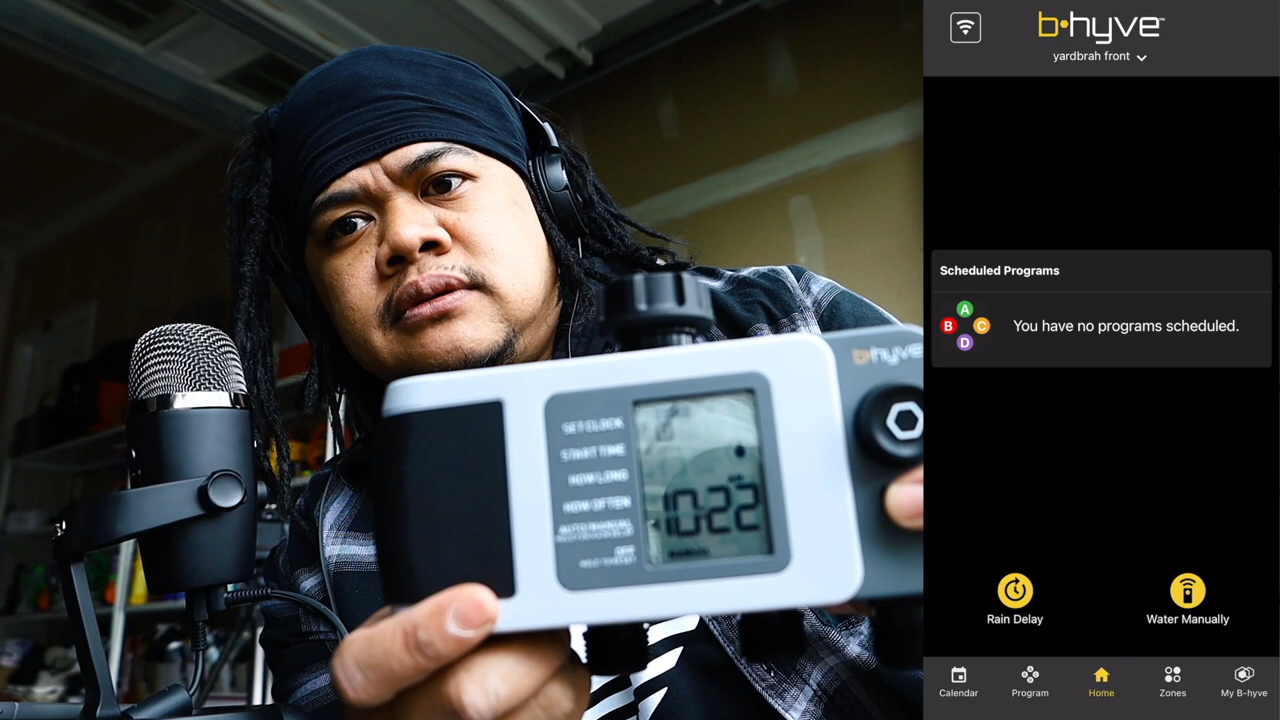 b•hyve™
yardbrah front
Scheduled Programs
A
B
C
D
You have no programs scheduled.
Rain Delay
Water Manually
Calendar
Program
Home
Zones
My B-hyve
b•hyve
SET CLOCK
START TIME
HOW LONG
HOW OFTEN
AUTO MANUAL
OFF
10:22